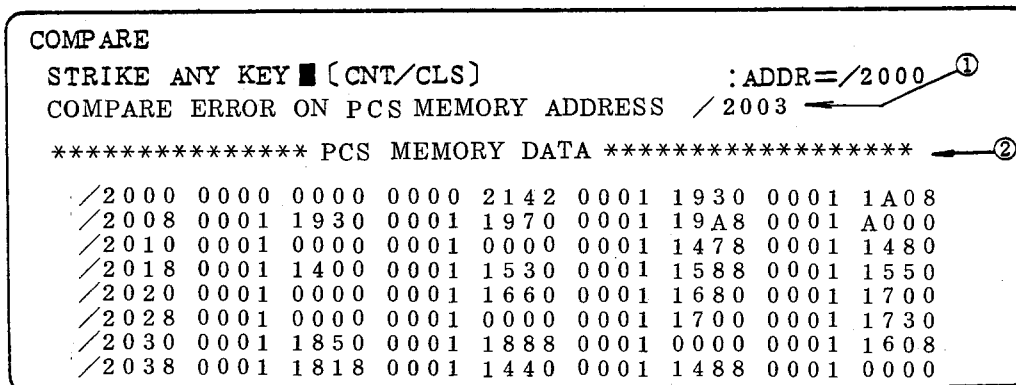 COMPARE
STRIKE ANY KEY■[CNT/CLS] :ADDR=/2000 ①
COMPARE ERROR ON PCS MEMORY ADDRESS /2003
*************** PCS MEMORY DATA ****************** ②
/2000 0000 0000 0000 2142 0001 1930 0001 1A08
/2008 0001 1930 0001 1970 0001 19A8 0001 A000
/2010 0001 0000 0001 0000 0001 1478 0001 1480
/2018 0001 1400 0001 1530 0001 1588 0001 1550
/2020 0001 0000 0001 1660 0001 1680 0001 1700
/2028 0001 0000 0001 0000 0001 1700 0001 1730
/2030 0001 1850 0001 1888 0001 0000 0001 1608
/2038 0001 1818 0001 1440 0001 1488 0001 0000